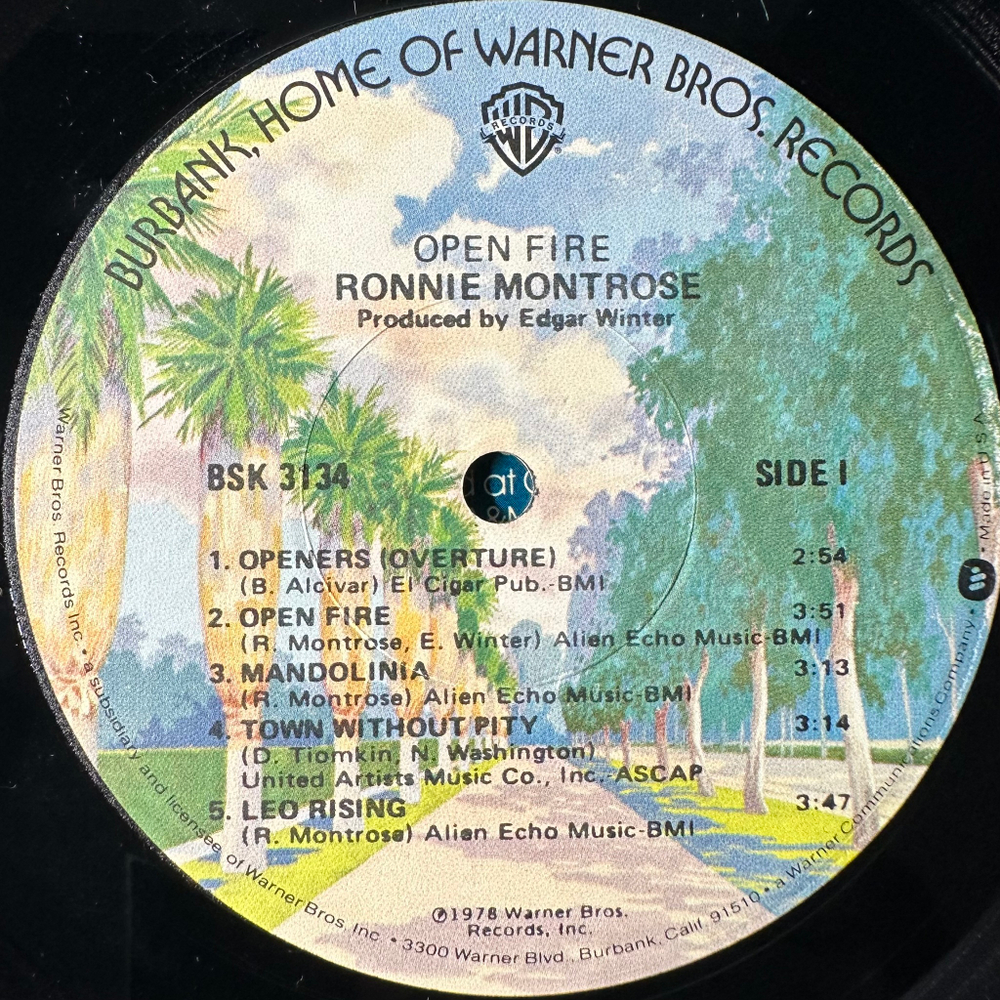 BURBANK, HOME OF WARNER BROS. RECORDS
W
RECORDS
OPEN FIRE
RONNIE MONTROSE
Produced by Edgar Winter
BSK 3134
SIDE I
at
&
1. OPENERS (OVERTURE) 2:54
(B. Alcivar) El Cigar Pub.-BMI
2. OPEN FIRE 3:51
(R. Montrose, E. Winter) Alien Echo Music-BMI
3. MANDOLINIA 3:13
(R. Montrose) Alien Echo Music-BMI
4. TOWN WITHOUT PITY 3:14
(D. Tiomkin, N. Washington)
United Artists Music Co., Inc.-ASCAP
5. LEO RISING 3:47
(R. Montrose) Alien Echo Music-BMI
℗1978 Warner Bros.
Records, Inc.
Warner Bros. Records Inc. • a subsidiary and licensee of Warner Bros. Inc. • 3300 Warner Blvd., Burbank, Calif. 91510 • a Warner Communications Company • Made in U.S.A.